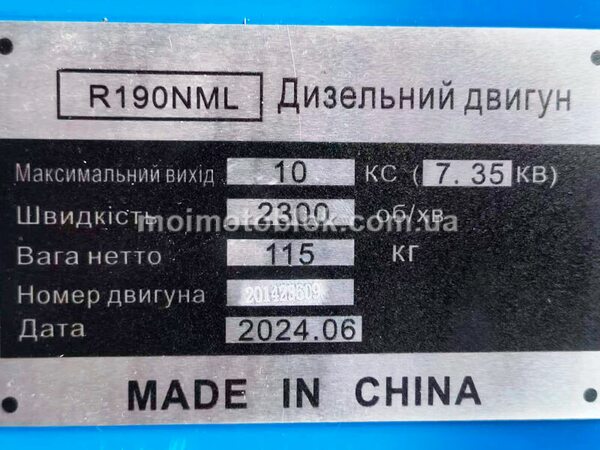 R190NML Дизельний двигун
Максимальний вихід 10 КС ( 7.35 КВ)
Швидкість 2300 об/хв
moimotoblok.com.ua
Вага нетто 115 кг
Номер двигуна
Дата 2024.06
MADE IN CHINA